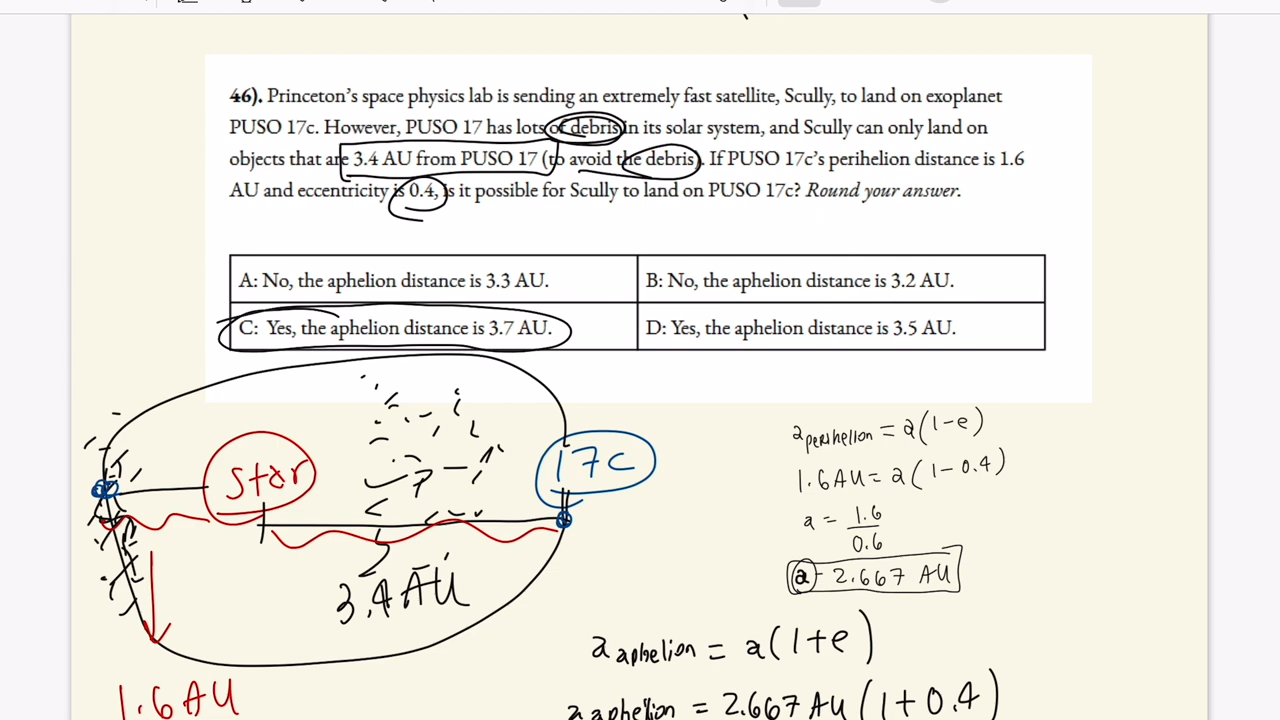 46). Princeton's space physics lab is sending an extremely fast satellite, Scully, to land on exoplanet
PUSO 17c. However, PUSO 17 has lots of debris in its solar system, and Scully can only land on
objects that are 3.4 AU from PUSO 17 (to avoid the debris). If PUSO 17c's perihelion distance is 1.6
AU and eccentricity is 0.4, is it possible for Scully to land on PUSO 17c? Round your answer.
A: No, the aphelion distance is 3.3 AU.
B: No, the aphelion distance is 3.2 AU.
C: Yes, the aphelion distance is 3.7 AU.
D: Yes, the aphelion distance is 3.5 AU.
star
17c
3.4 AU
1.6 AU
a perihelion = a(1-e)
1.6 AU = a(1-0.4)
a = 1.6
0.6
a = 2.667 AU
a aphelion = a(1+e)
a aphelion = 2.667 AU (1+0.4)